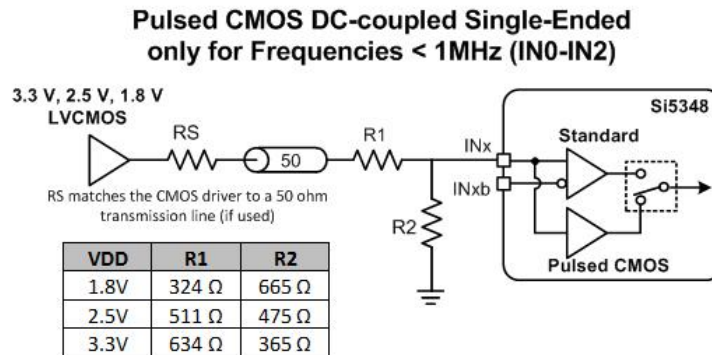 Pulsed CMOS DC-coupled Single-Ended
only for Frequencies < 1MHz (IN0-IN2)
3.3 V, 2.5 V, 1.8 V
LVCMOS
RS
50
R1
INx
INxb
R2
Si5348
Standard
Pulsed CMOS
RS matches the CMOS driver to a 50 ohm
transmission line (if used)
VDD R1 R2
1.8V 324 Ω 665 Ω
2.5V 511 Ω 475 Ω
3.3V 634 Ω 365 Ω